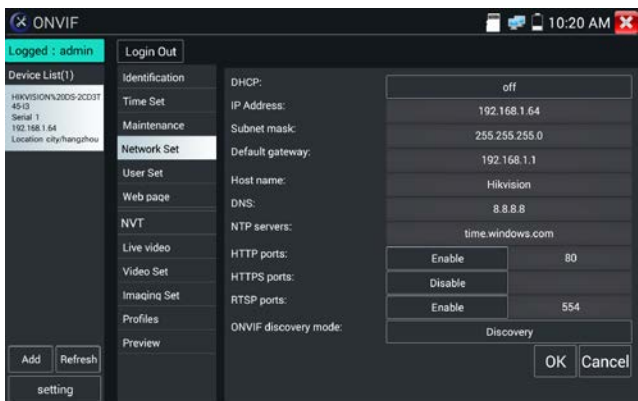 ONVIF
10:20 AM
Logged : admin
Login Out
Device List(1)
HIKVISION%20DS-2CD3T
45-I3
Serial 1
192.168.1.64
Location city/hangzhou
Add
Refresh
setting
Identification
Time Set
Maintenance
Network Set
User Set
Web page
NVT
Live video
Video Set
Imaging Set
Profiles
Preview
DHCP: off
IP Address: 192.168.1.64
Subnet mask: 255.255.255.0
Default gateway: 192.168.1.1
Host name: Hikvision
DNS: 8.8.8.8
NTP servers: time.windows.com
HTTP ports: Enable 80
HTTPS ports: Disable
RTSP ports: Enable 554
ONVIF discovery mode: Discovery
OK Cancel